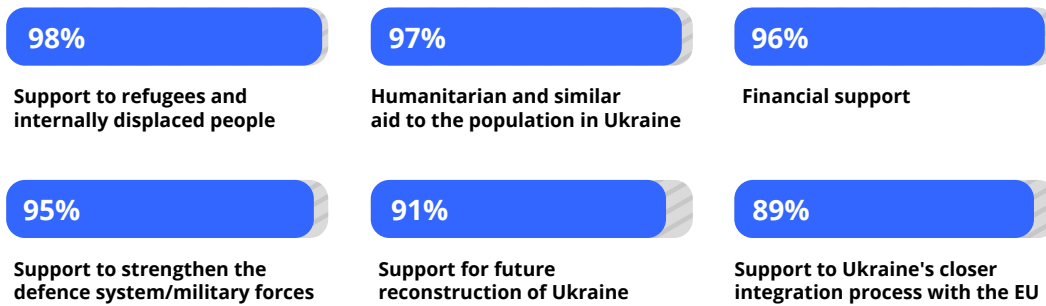 98%
97%
96%
Support to refugees and
internally displaced people
Humanitarian and similar
aid to the population in Ukraine
Financial support
95%
91%
89%
Support to strengthen the
defence system/military forces
Support for future
reconstruction of Ukraine
Support to Ukraine's closer
integration process with the EU